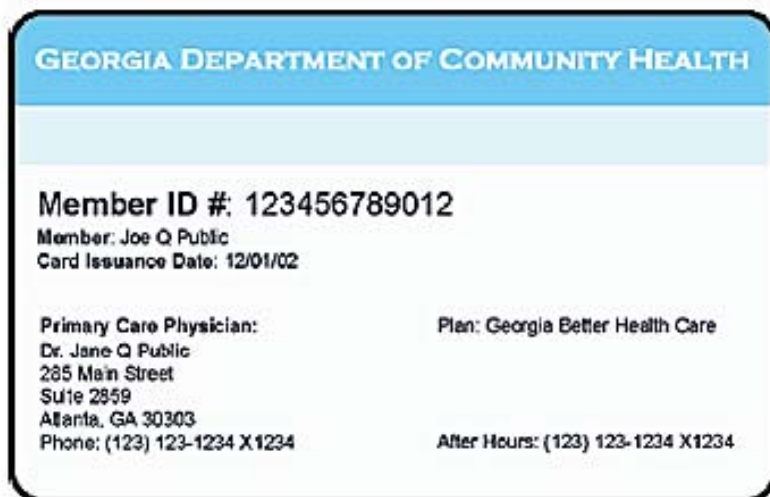 GEORGIA DEPARTMENT OF COMMUNITY HEALTH
Member ID #: 123456789012
Member: Joe Q Public
Card Issuance Date: 12/01/02
Primary Care Physician:
Plan: Georgia Better Health Care
Dr. Jane Q Public
285 Main Street
Suite 2859
Atlanta, GA 30303
Phone: (123) 123-1234 X1234
After Hours: (123) 123-1234 X1234